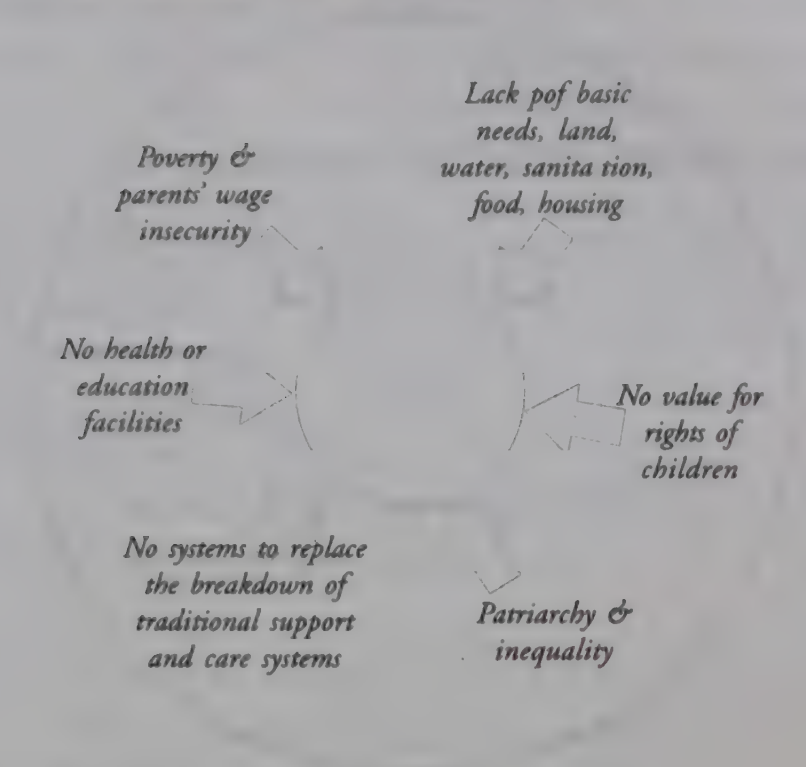 Poverty &
parents' wage
insecurity
Lack pof basic
needs, land,
water, sanita tion,
food, housing
No health or
education
facilities
No value for
rights of
children
No systems to replace
the breakdown of
traditional support
and care systems
Patriarchy &
inequality